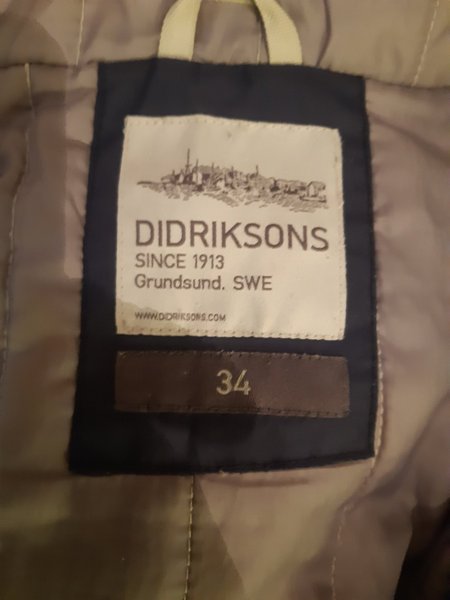 DIDRIKSONS
SINCE 1913
Grundsund. SWE
WWW.DIDRIKSONS.COM
34